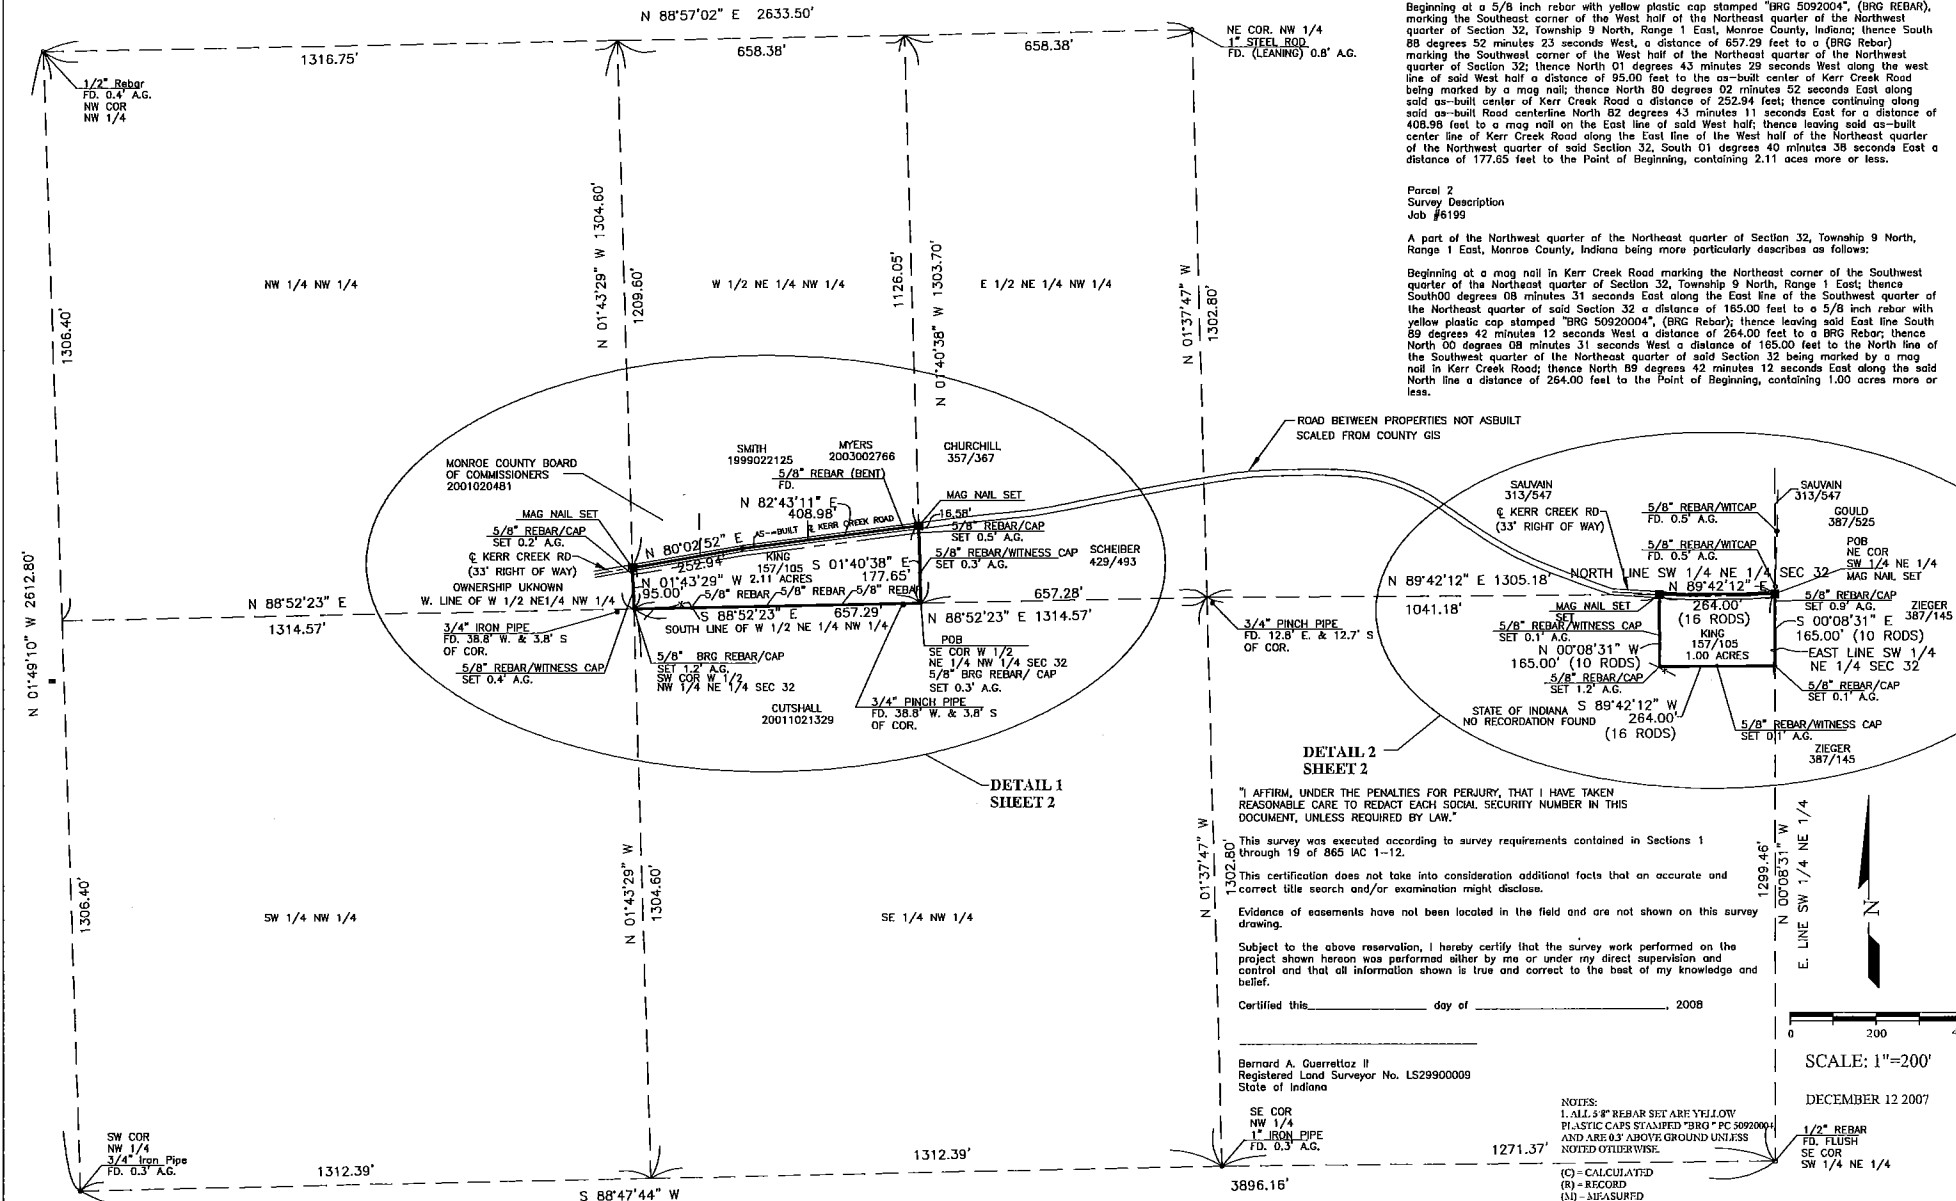 N 88°57'02" E 2633.50'
1316.75'
658.38'
658.38'
NE COR. NW 1/4
1" STEEL ROD
FD. (LEANING) 0.8' A.G.
1/2" Rebar
FD. 0.4' A.G.
NW COR
NW 1/4
Beginning at a 5/8 inch rebar with yellow plastic cap stamped "BRG 5092004", (BRG REBAR),
marking the Southeast corner of the West half of the Northeast quarter of the Northwest
quarter of Section 32, Township 9 North, Range 1 East, Monroe County, Indiana; thence South
88 degrees 52 minutes 23 seconds West, a distance of 657.29 feet to a (BRG Rebar)
marking the Southwest corner of the West half of the Northeast quarter of the Northwest
quarter of Section 32; thence North 01 degrees 43 minutes 29 seconds West along the west
line of said West half a distance of 95.00 feet to the as-built center of Kerr Creek Road
being marked by a mag nail; thence North 80 degrees 02 minutes 52 seconds East along
said as-built center of Kerr Creek Road a distance of 252.94 feet; thence continuing along
said as-built Road centerline North 82 degrees 43 minutes 11 seconds East for a distance of
408.98 feet to a mag nail on the East line of said West half; thence leaving said as-built
center line of Kerr Creek Road along the East line of the West half of the Northeast quarter
of the Northwest quarter of said Section 32, South 01 degrees 40 minutes 38 seconds East a
distance of 177.65 feet to the Point of Beginning, containing 2.11 aces more or less.
Parcel 2
Survey Description
Job #6199
A part of the Northwest quarter of the Northeast quarter of Section 32, Township 9 North,
Range 1 East, Monroe County, Indiana being more particularly describes as follows:
Beginning at a mag nail in Kerr Creek Road marking the Northeast corner of the Southwest
quarter of the Northeast quarter of Section 32, Township 9 North, Range 1 East; thence
South00 degrees 08 minutes 31 seconds East along the East line of the Southwest quarter of
the Northeast quarter of said Section 32 a distance of 165.00 feet to a 5/8 inch rebar with
yellow plastic cap stamped "BRG 50920004", (BRG Rebar); thence leaving said East line South
89 degrees 42 minutes 12 seconds West a distance of 264.00 feet to a BRG Rebar; thence
North 00 degrees 08 minutes 31 seconds West a distance of 165.00 feet to the North line of
the Southwest quarter of the Northeast quarter of said Section 32 being marked by a mag
nail in Kerr Creek Road; thence North 89 degrees 42 minutes 12 seconds East along the said
North line a distance of 264.00 feet to the Point of Beginning, containing 1.00 acres more or
less.
N 01°43'29" W 1304.60'
1209.60'
1126.05'
N 01°40'38" W 1303.70'
N 01°37'47" W
1302.80'
1306.40'
NW 1/4 NW 1/4
W 1/2 NE 1/4 NW 1/4
E 1/2 NE 1/4 NW 1/4
ROAD BETWEEN PROPERTIES NOT ASBUILT
SCALED FROM COUNTY GIS
MONROE COUNTY BOARD
OF COMMISSIONERS
2001020481
SMITH
1999022125
MYERS
2003002766
CHURCHILL
357/367
5/8" REBAR (BENT)
FD.
N 82°43'11" E
408.98'
MAG NAIL SET
16.58'
5/8" REBAR/CAP
SET 0.5' A.G.
MAG NAIL SET
5/8" REBAR/CAP
SET 0.2' A.G.
AS-BUILT ℄ KERR CREEK ROAD
N 80°02'52" E
252.94'
℄ KERR CREEK RD
(33' RIGHT OF WAY)
KING
157/105
2.11 ACRES
S 01°40'38" E
177.65'
5/8" REBAR/WITNESS CAP
SET 0.3' A.G.
SCHEIBER
429/493
OWNERSHIP UKNOWN
W. LINE OF W 1/2 NE1/4 NW 1/4
N 01°43'29" W
95.00'
5/8" REBAR 5/8" REBAR 5/8" REBAR
N 88°52'23" E
1314.57'
S 88°52'23" E
657.29'
SOUTH LINE OF W 1/2 NE 1/4 NW 1/4
657.28'
N 88°52'23" E 1314.57'
3/4" IRON PIPE
FD. 38.8' W. & 3.8' S
OF COR.
5/8" REBAR/WITNESS CAP
SET 0.4' A.G.
5/8" BRG REBAR/CAP
SET 1.2' A.G.
SW COR W 1/2
NW 1/4 NE 1/4 SEC 32
POB
SE COR W 1/2
NE 1/4 NW 1/4 SEC 32
5/8" BRG REBAR/ CAP
SET 0.3' A.G.
CUTSHALL
20011021329
3/4" PINCH PIPE
FD. 38.8' W. & 3.8' S
OF COR.
3/4" PINCH PIPE
FD. 12.8' E. & 12.7' S
OF COR.
DETAIL 1
SHEET 2
SAUVAIN
313/547
℄ KERR CREEK RD
(33' RIGHT OF WAY)
5/8" REBAR/WITCAP
FD. 0.5' A.G.
5/8" REBAR/WITCAP
FD. 0.5' A.G.
SAUVAIN
313/547
GOULD
387/525
POB
NE COR
SW 1/4 NE 1/4
MAG NAIL SET
N 89°42'12" E 1305.18'
1041.18'
NORTH LINE SW 1/4 NE 1/4 SEC 32
N 89°42'12" E
264.00'
(16 RODS)
MAG NAIL SET
SET
5/8" REBAR/WITNESS CAP
SET 0.1' A.G.
N 00°08'31" W
165.00' (10 RODS)
KING
157/105
1.00 ACRES
5/8" REBAR/CAP
SET 0.9' A.G.
ZIEGER
387/145
S 00°08'31" E
165.00' (10 RODS)
EAST LINE SW 1/4
NE 1/4 SEC 32
5/8" REBAR/CAP
SET 1.2' A.G.
5/8" REBAR/CAP
SET 0.1' A.G.
STATE OF INDIANA
NO RECORDATION FOUND
S 89°42'12" W
264.00'
(16 RODS)
5/8" REBAR/WITNESS CAP
SET 0.1' A.G.
ZIEGER
387/145
DETAIL 2
SHEET 2
N 01°49'10" W 2612.80'
1306.40'
SW 1/4 NW 1/4
N 01°43'29" W
1304.60'
SE 1/4 NW 1/4
N 01°37'47" W
1302.80'
"I AFFIRM, UNDER THE PENALTIES FOR PERJURY, THAT I HAVE TAKEN
REASONABLE CARE TO REDACT EACH SOCIAL SECURITY NUMBER IN THIS
DOCUMENT, UNLESS REQUIRED BY LAW."
This survey was executed according to survey requirements contained in Sections 1
through 19 of 865 IAC 1-12.
This certification does not take into consideration additional facts that an accurate and
correct title search and/or examination might disclose.
Evidence of easements have not been located in the field and are not shown on this survey
drawing.
Subject to the above reservation, I hereby certify that the survey work performed on the
project shown hereon was performed either by me or under my direct supervision and
control and that all information shown is true and correct to the best of my knowledge and
belief.
Certified this day of , 2008
Bernard A. Guerrettaz II
Registered Land Surveyor No. LS29900009
State of Indiana
1299.46'
N 00°08'31" W
E. LINE SW 1/4 NE 1/4
N
0 200
SCALE: 1"=200'
DECEMBER 12 2007
NOTES:
1. ALL 5/8" REBAR SET ARE YELLOW
PLASTIC CAPS STAMPED "BRG" PC 50920004
AND ARE 0.3' ABOVE GROUND UNLESS
NOTED OTHERWISE.
(C) = CALCULATED
(R) = RECORD
(M) = MEASURED
1/2" REBAR
FD. FLUSH
SE COR
SW 1/4 NE 1/4
SE COR
NW 1/4
1" IRON PIPE
FD. 0.3' A.G.
1271.37'
SW COR
NW 1/4
3/4" Iron Pipe
FD. 0.3' A.G.
1312.39'
1312.39'
S 88°47'44" W
3896.16'